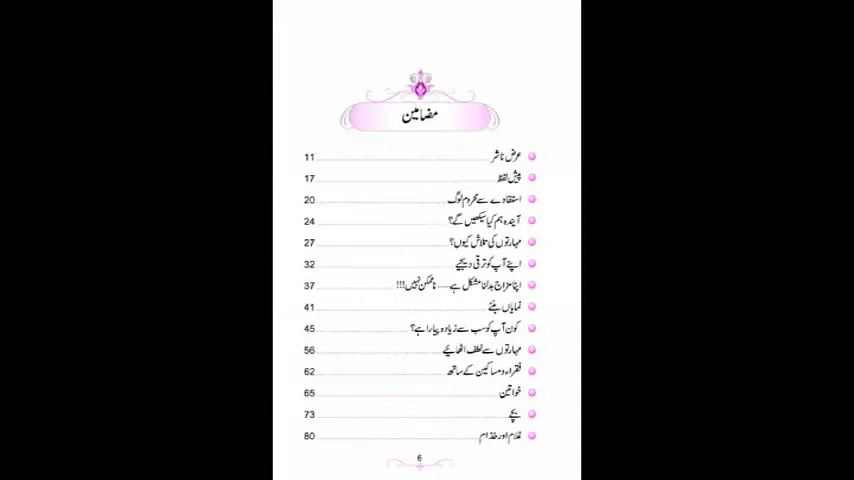 مضامین
عرض ناشر 11
پیش لفظ 17
استفادے سے محروم لوگ 20
آیندہ ہم کیا سیکھیں گے؟ 24
مہارتوں کی تلاش کیوں؟ 27
اپنے آپ کو ترقی دیجیے 32
اپنا مزاج بدلنا مشکل ہے — ناممکن نہیں!!! 37
نمایاں بنئے 41
کون آپ کو سب سے زیادہ پیارا ہے؟ 45
مہارتوں سے لطف اٹھائیے 56
فقراء و مساکین کے ساتھ 62
خواتین 65
بچے 73
غلام اور خدام 80
6